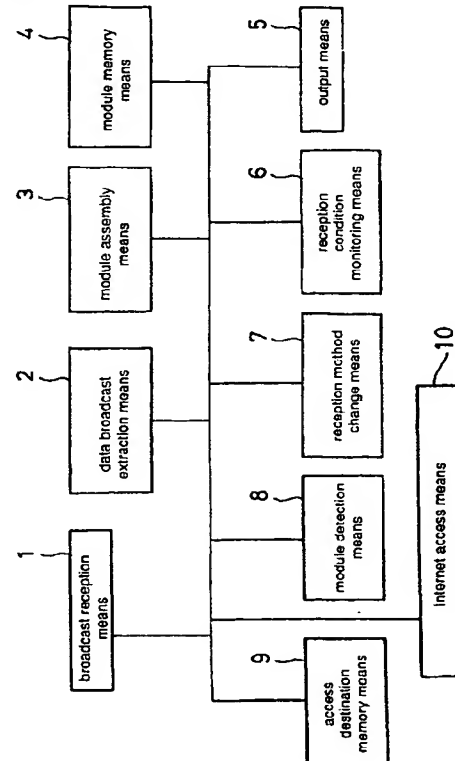 1
broadcast reception
means
2
data broadcast
extraction means
3
module assembly
means
4
module memory
means
5
output means
6
reception
condition
monitoring means
7
reception method
change means
8
module detection
means
9
access
destination
memory means
10
Internet access means